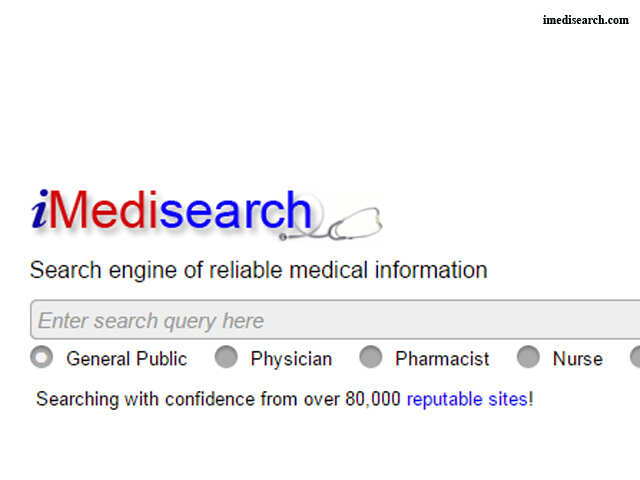 imedisearch.com
iMedisearch
Search engine of reliable medical information
Enter search query here
General Public Physician Pharmacist Nurse
Searching with confidence from over 80,000 reputable sites!